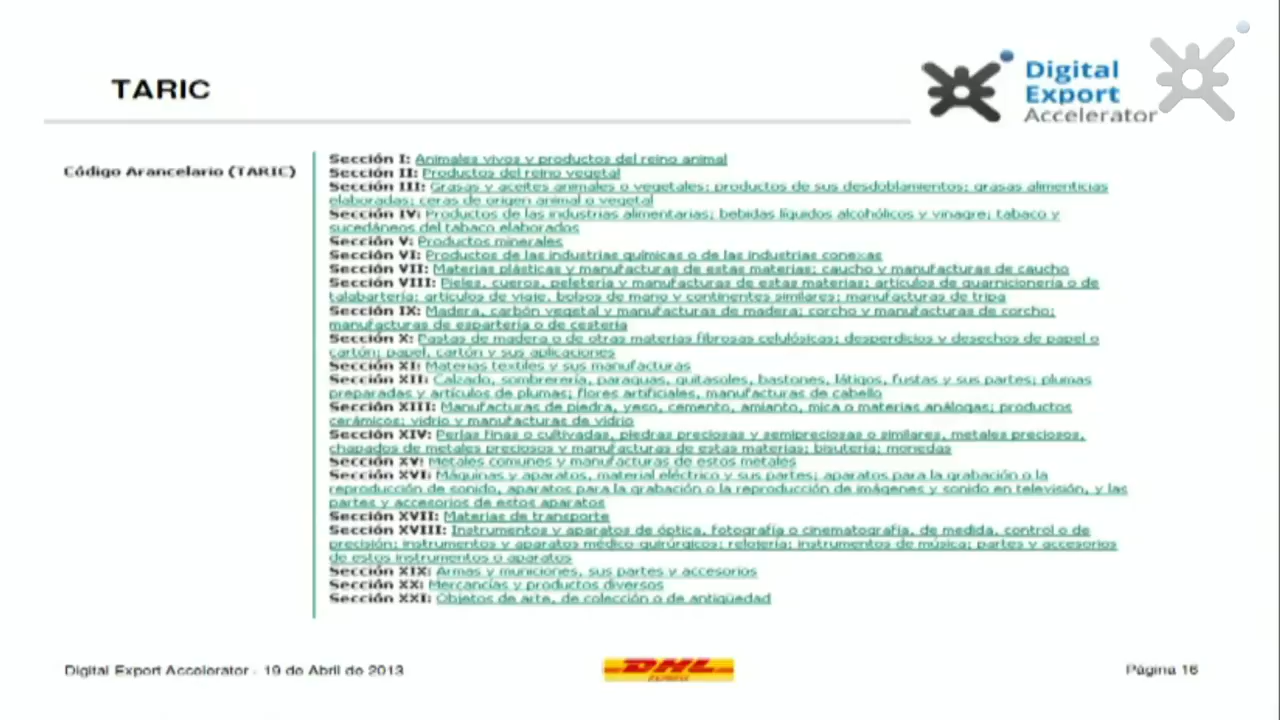 TARIC
Digital
Export
Accelerator
Código Arancelario (TARIC)
Sección I: Animales vivos y productos del reino animal
Sección II: Productos del reino vegetal
Sección III: Grasas y aceites animales o vegetales; productos de sus desdoblamientos; grasas alimenticias
elaboradas; ceras de origen animal o vegetal
Sección IV: Productos de las industrias alimentarias; bebidas líquidos alcohólicos y vinagre; tabaco y
sucedáneos del tabaco elaborados
Sección V: Productos minerales
Sección VI: Productos de las industrias químicas o de las industrias conexas
Sección VII: Materias plásticas y manufacturas de estas materias; caucho y manufacturas de caucho
Sección VIII: Pieles, cueros, peletería y manufacturas de estas materias; artículos de guarnicionería o de
talabartería; artículos de viaje, bolsos de mano y continentes similares; manufacturas de tripa
Sección IX: Madera, carbón vegetal y manufacturas de madera; corcho y manufacturas de corcho;
manufacturas de espartería o de cestería
Sección X: Pastas de madera o de otras materias fibrosas celulósicas; desperdicios y desechos de papel o
cartón; papel, cartón y sus aplicaciones
Sección XI: Materias textiles y sus manufacturas
Sección XII: Calzado, sombrerería, paraguas, quitasoles, bastones, látigos, fustas y sus partes; plumas
preparadas y artículos de plumas; flores artificiales, manufacturas de cabello
Sección XIII: Manufacturas de piedra, yeso, cemento, amianto, mica o materias análogas; productos
cerámicos; vidrio y manufacturas de vidrio
Sección XIV: Perlas finas o cultivadas, piedras preciosas y semipreciosas o similares, metales preciosos,
chapados de metales preciosos y manufacturas de estas materias; bisutería; monedas
Sección XV: Metales comunes y manufacturas de estos metales
Sección XVI: Máquinas y aparatos, material eléctrico y sus partes; aparatos para la grabación o la
reproducción de sonido, aparatos para la grabación o la reproducción de imágenes y sonido en televisión, y las
partes y accesorios de estos aparatos
Sección XVII: Materias de transporte
Sección XVIII: Instrumentos y aparatos de óptica, fotografía o cinematografía, de medida, control o de
precisión; instrumentos y aparatos médico quirúrgicos; relojería; instrumentos de música; partes y accesorios
de estos instrumentos o aparatos
Sección XIX: Armas y municiones, sus partes y accesorios
Sección XX: Mercancías y productos diversos
Sección XXI: Objetos de arte, de colección o de antigüedad
Digital Export Accelerator - 19 de Abril de 2013
DHL
EXPRESS
Página 16